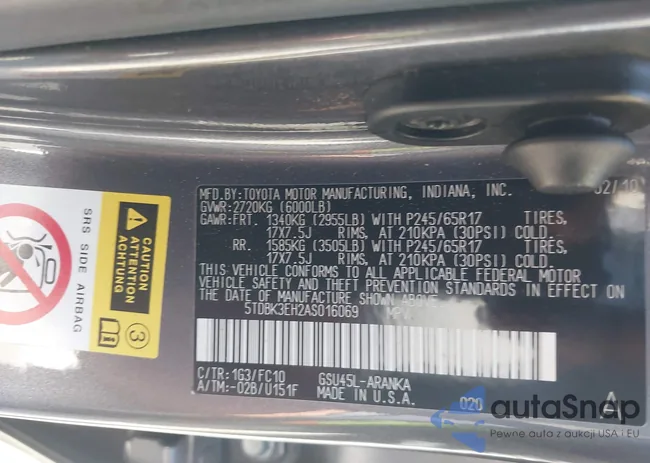 MFD.BY:TOYOTA MOTOR MANUFACTURING, INDIANA, INC. 02/10
GVWR:2720KG (6000LB)
GAWR:FRT. 1340KG (2955LB) WITH P245/65R17 TIRES,
17X7.5J RIMS, AT 210KPA (30PSI) COLD.
RR. 1585KG (3505LB) WITH P245/65R17 TIRES,
17X7.5J RIMS, AT 210KPA (30PSI) COLD.
THIS VEHICLE CONFORMS TO ALL APPLICABLE FEDERAL MOTOR
VEHICLE SAFETY AND THEFT PREVENTION STANDARDS IN EFFECT ON
THE DATE OF MANUFACTURE SHOWN ABOVE
5TDBK3EH2AS016069 MPV
C/TR:1G3/FC10 GSU45L-ARANKA
A/TM:-02B/U151F MADE IN U.S.A. 020 A
SRS SIDE AIRBAG
CAUTION
ATTENTION
ACHTUNG
3
autoSnap
Pewne auto z aukcji USA i EU